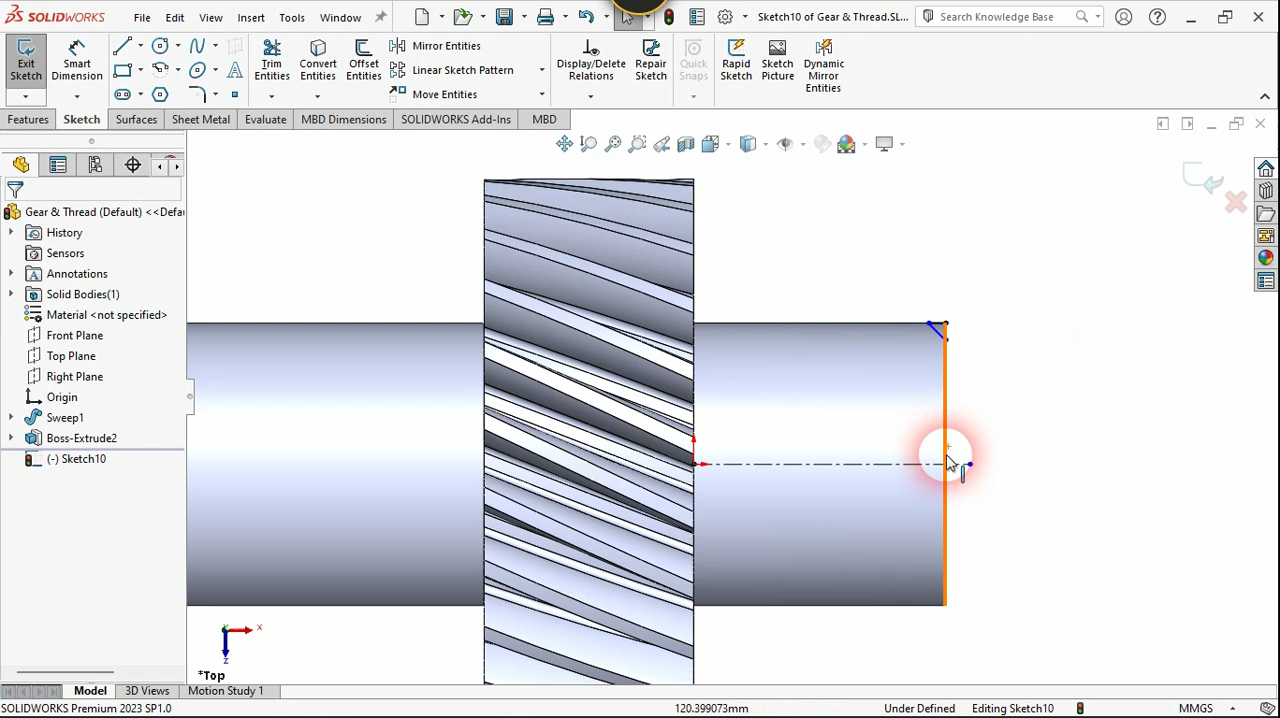 SOLIDWORKS File Edit View Insert Tools Window Sketch10 of Gear & Thread.SL... Search Knowledge Base
Exit Sketch Smart Dimension Trim Entities Convert Entities Offset Entities Mirror Entities Linear Sketch Pattern Move Entities Display/Delete Relations Repair Sketch Quick Snaps Rapid Sketch Sketch Picture Dynamic Mirror Entities
Features Sketch Surfaces Sheet Metal Evaluate MBD Dimensions SOLIDWORKS Add-Ins MBD
Gear & Thread (Default) <<Defau
History
Sensors
Annotations
Solid Bodies(1)
Material <not specified>
Front Plane
Top Plane
Right Plane
Origin
Sweep1
Boss-Extrude2
(-) Sketch10
x
z
*Top
Model 3D Views Motion Study 1
SOLIDWORKS Premium 2023 SP1.0 120.399073mm Under Defined Editing Sketch10 MMGS